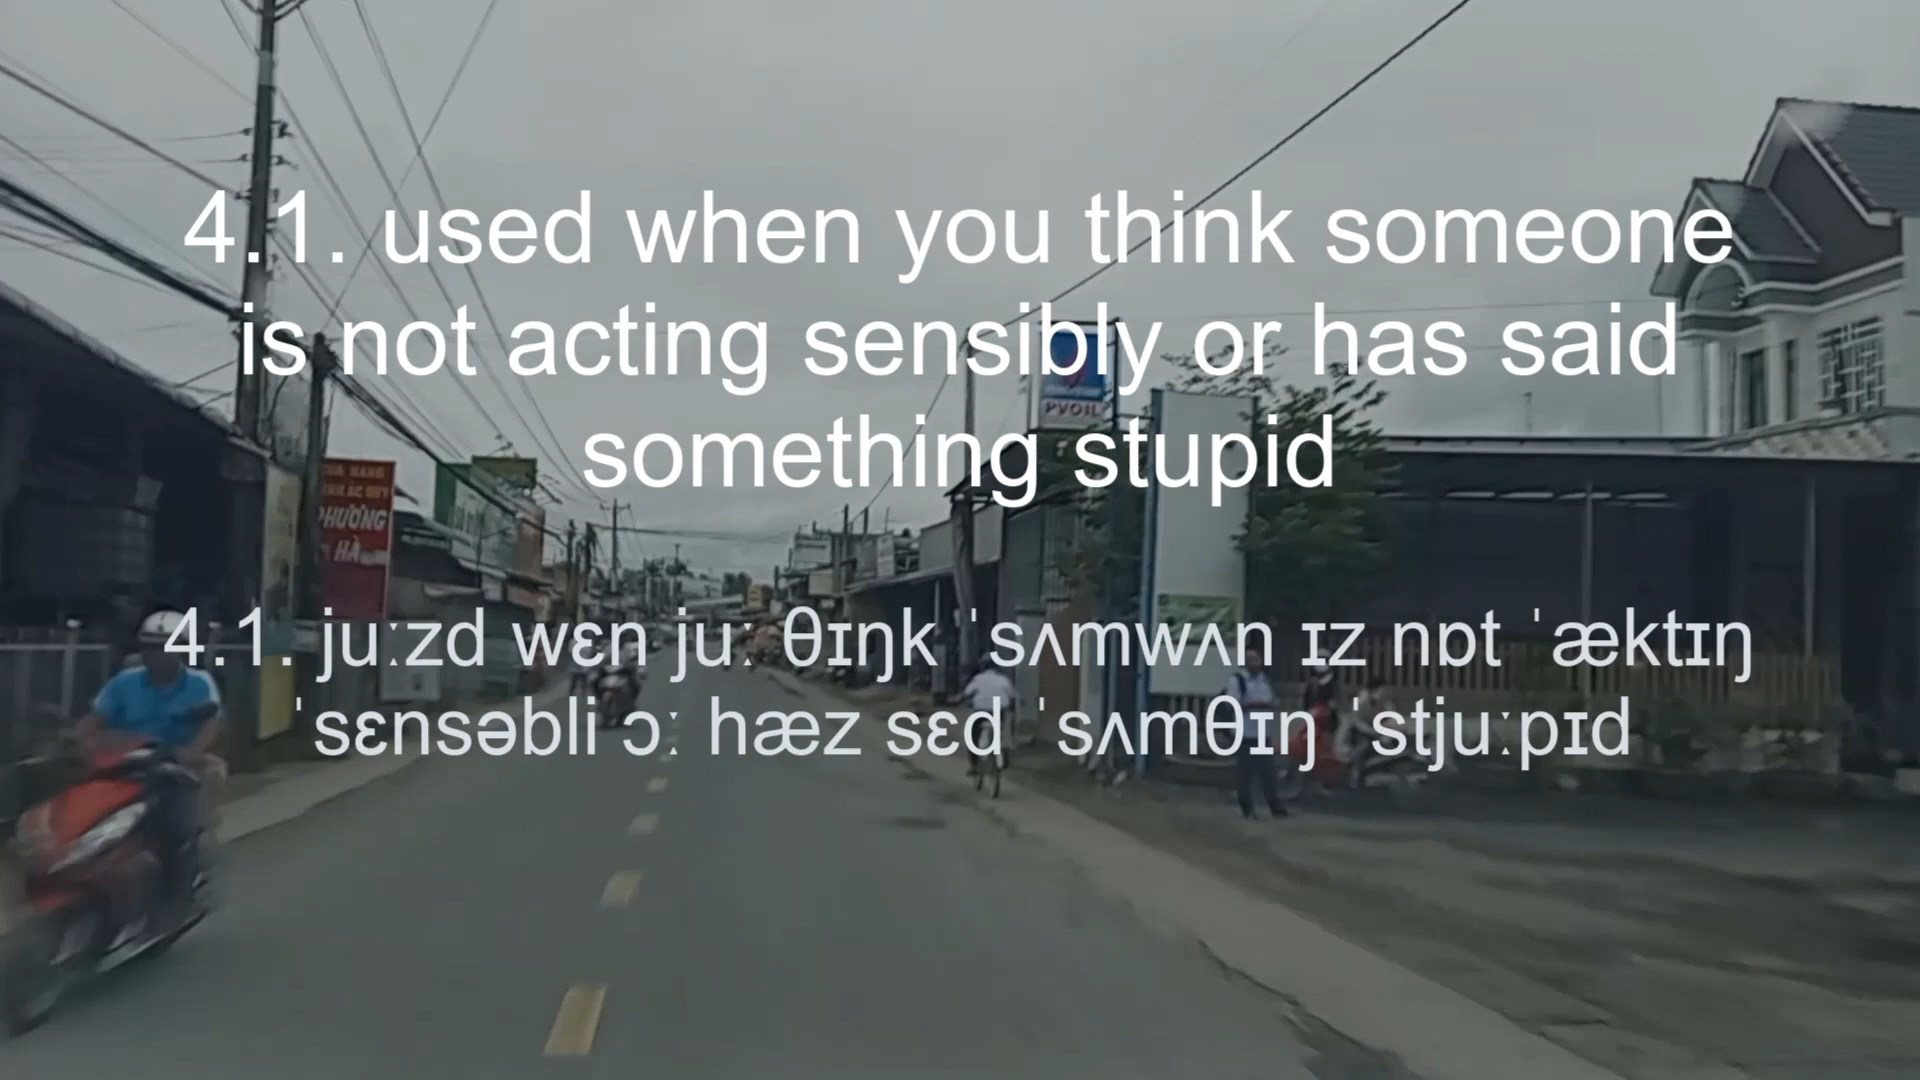 4.1. used when you think someone
is not acting sensibly or has said
something stupid
4.1. juːzd wɛn juː θɪŋk ˈsʌmwʌn ɪz nɒt ˈæktɪŋ
ˈsɛnsəbli ɔː hæz sɛd ˈsʌmθɪŋ ˈstjuːpɪd
PVOIL
PHƯỢNG
HÀ